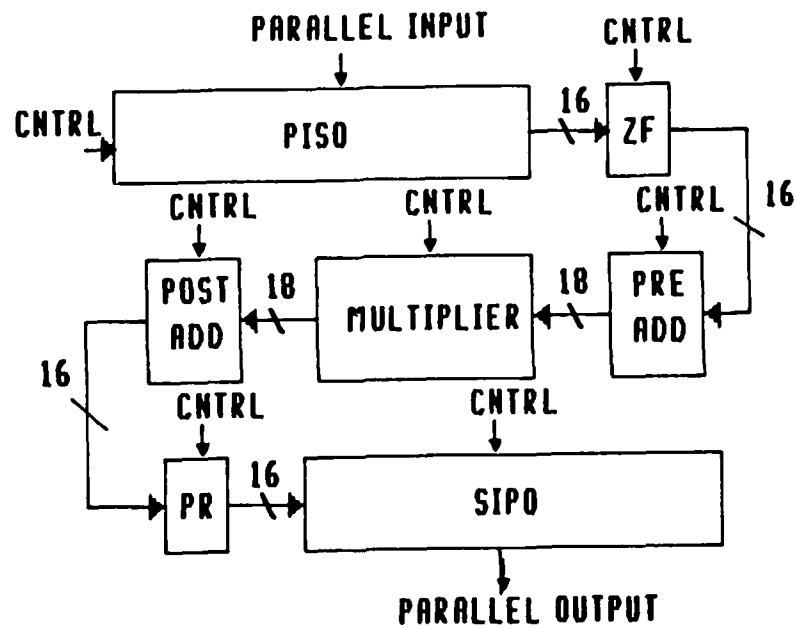 PARALLEL INPUT
CNTRL
CNTRL
PISO
16
ZF
16
CNTRL
CNTRL
CNTRL
POST
ADD
18
MULTIPLIER
18
PRE
ADD
16
CNTRL
CNTRL
PR
16
SIPO
PARALLEL OUTPUT